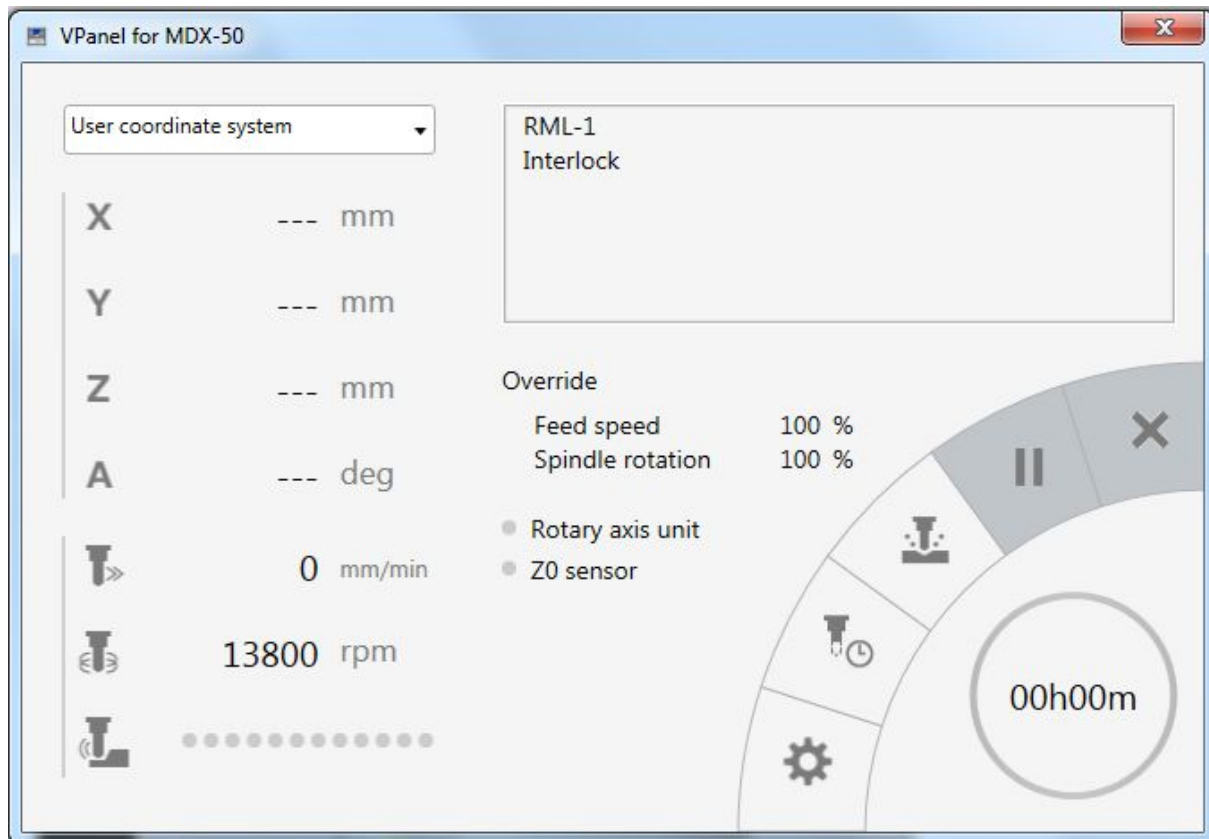 VPanel for MDX-50
User coordinate system
X --- mm
Y --- mm
Z --- mm
A --- deg
0 mm/min
13800 rpm
RML-1
Interlock
Override
Feed speed 100 %
Spindle rotation 100 %
Rotary axis unit
Z0 sensor
00h00m